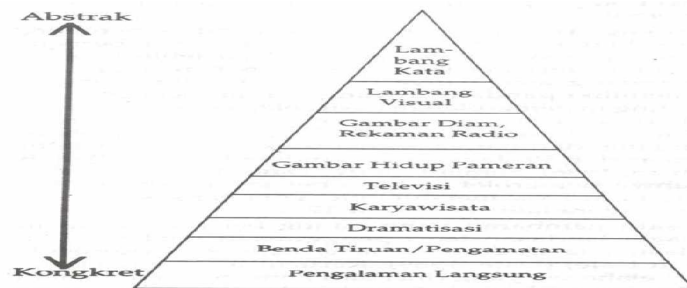 Abstrak
Lam-
bang
Kata
Lambang
Visual
Gambar Diam,
Rekaman Radio
Gambar Hidup Pameran
Televisi
Karyawisata
Dramatisasi
Benda Tiruan/Pengamatan
Kongkret
Pengalaman Langsung